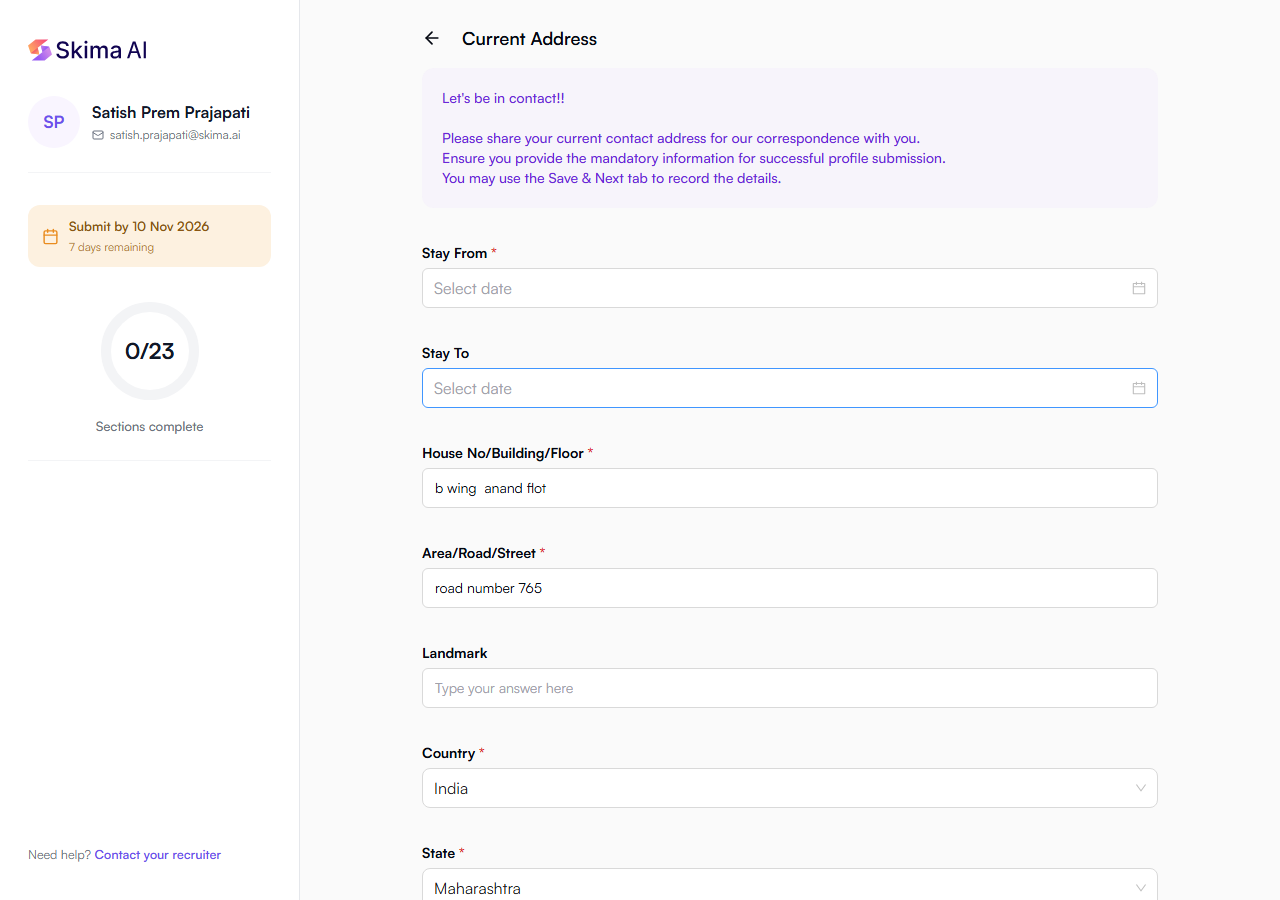 Skima AI
SP
Satish Prem Prajapati
satish.prajapati@skima.ai
Submit by 10 Nov 2026
7 days remaining
0/23
Sections complete
Need help? Contact your recruiter
Current Address
Let's be in contact!!
Please share your current contact address for our correspondence with you.
Ensure you provide the mandatory information for successful profile submission.
You may use the Save & Next tab to record the details.
Stay From *
Select date
Stay To
Select date
House No/Building/Floor *
b wing  anand flot
Area/Road/Street *
road number 765
Landmark
Type your answer here
Country *
India
State *
Maharashtra